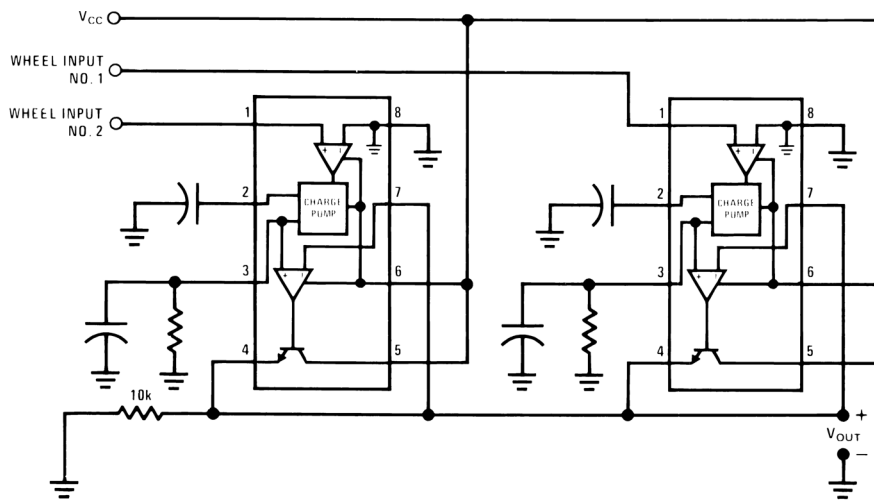 VCC
WHEEL INPUT
NO. 1
WHEEL INPUT
NO. 2
1
8
2
CHARGE
PUMP
7
3
6
4
5
10k
1
8
2
CHARGE
PUMP
7
3
6
4
5
+
VOUT
−
+ −
+ −
+ −
+ −